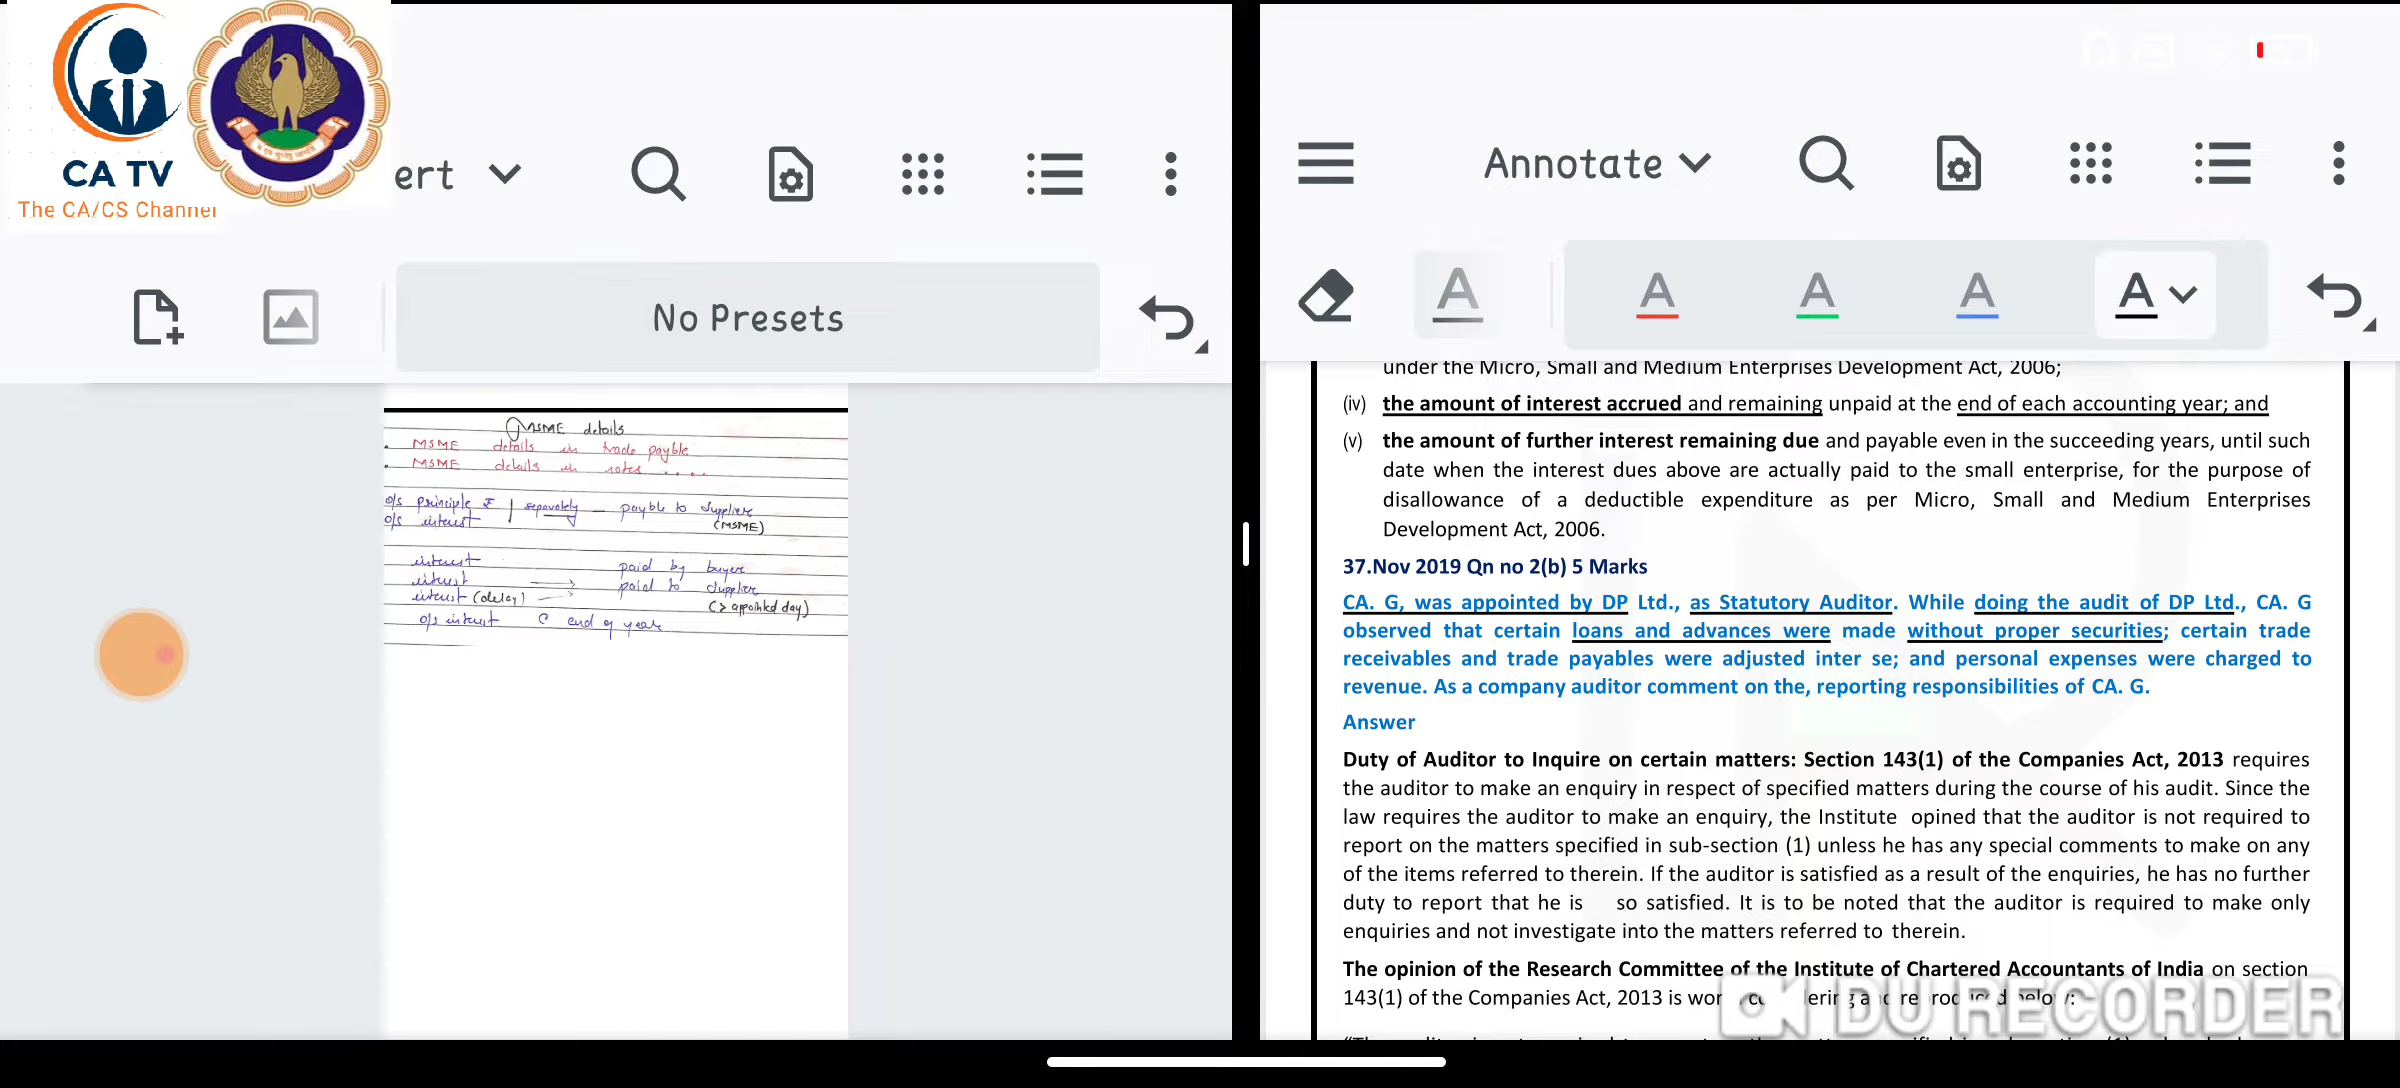 CA TV
The CA/CS Channel
ert
No Presets
MSME details
MSME details in trade payble
MSME details in notes .....
o/s principle ₹
o/s interest
separately — payble to suppliers
(MSME)
interest paid by buyer
interest → paid to supplier
interest (delay) → (> appointed day)
o/s interest @ end of year
Annotate
A A A A A
under the Micro, Small and Medium Enterprises Development Act, 2006;
(iv) the amount of interest accrued and remaining unpaid at the end of each accounting year; and
(v) the amount of further interest remaining due and payable even in the succeeding years, until such
date when the interest dues above are actually paid to the small enterprise, for the purpose of
disallowance of a deductible expenditure as per Micro, Small and Medium Enterprises
Development Act, 2006.
37.Nov 2019 Qn no 2(b) 5 Marks
CA. G, was appointed by DP Ltd., as Statutory Auditor. While doing the audit of DP Ltd., CA. G
observed that certain loans and advances were made without proper securities; certain trade
receivables and trade payables were adjusted inter se; and personal expenses were charged to
revenue. As a company auditor comment on the, reporting responsibilities of CA. G.
Answer
Duty of Auditor to Inquire on certain matters: Section 143(1) of the Companies Act, 2013 requires
the auditor to make an enquiry in respect of specified matters during the course of his audit. Since the
law requires the auditor to make an enquiry, the Institute opined that the auditor is not required to
report on the matters specified in sub-section (1) unless he has any special comments to make on any
of the items referred to therein. If the auditor is satisfied as a result of the enquiries, he has no further
duty to report that he is so satisfied. It is to be noted that the auditor is required to make only
enquiries and not investigate into the matters referred to therein.
The opinion of the Research Committee of the Institute of Chartered Accountants of India on section
143(1) of the Companies Act, 2013 is
DU RECORDER